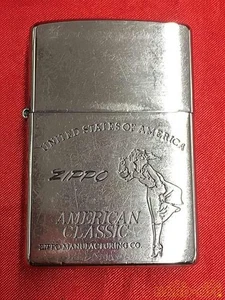 UNITED STATES OF AMERICA
ZIPPO
AMERICAN
CLASSIC
ZIPPO MANUFACTURING CO.